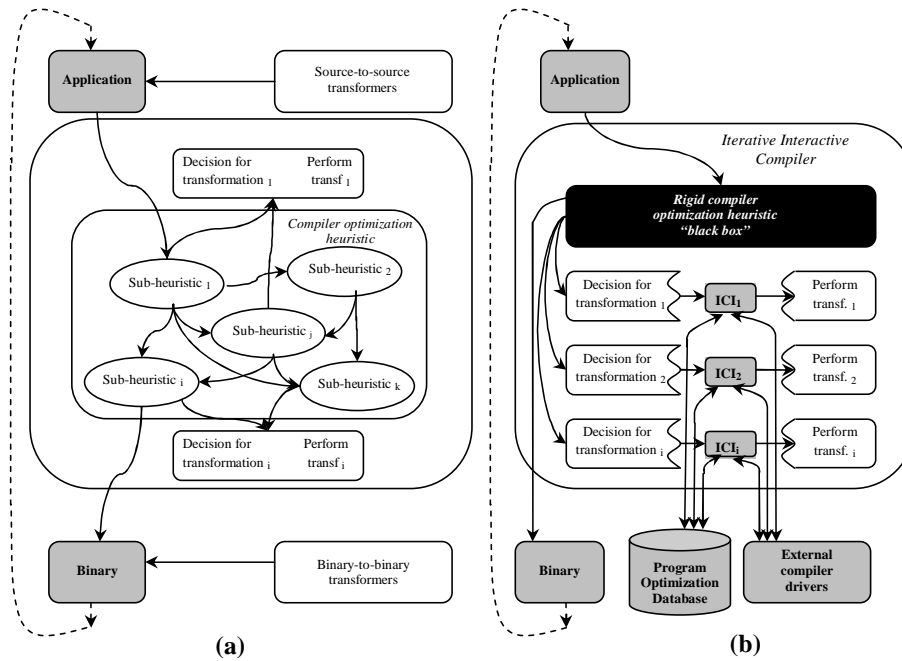 Application
Source-to-source
transformers
Decision for
transformation 1
Perform
transf 1
Compiler optimization
heuristic
Sub-heuristic 1
Sub-heuristic 2
Sub-heuristic j
Sub-heuristic i
Sub-heuristic k
Decision for
transformation i
Perform
transf i
Binary
Binary-to-binary
transformers
(a)
Application
Iterative Interactive
Compiler
Rigid compiler
optimization heuristic
“black box”
Decision for
transformation 1
ICI1
Perform
transf. 1
Decision for
transformation 2
ICI2
Perform
transf. 2
Decision for
transformation i
ICIi
Perform
transf. i
Binary
Program
Optimization
Database
External
compiler
drivers
(b)